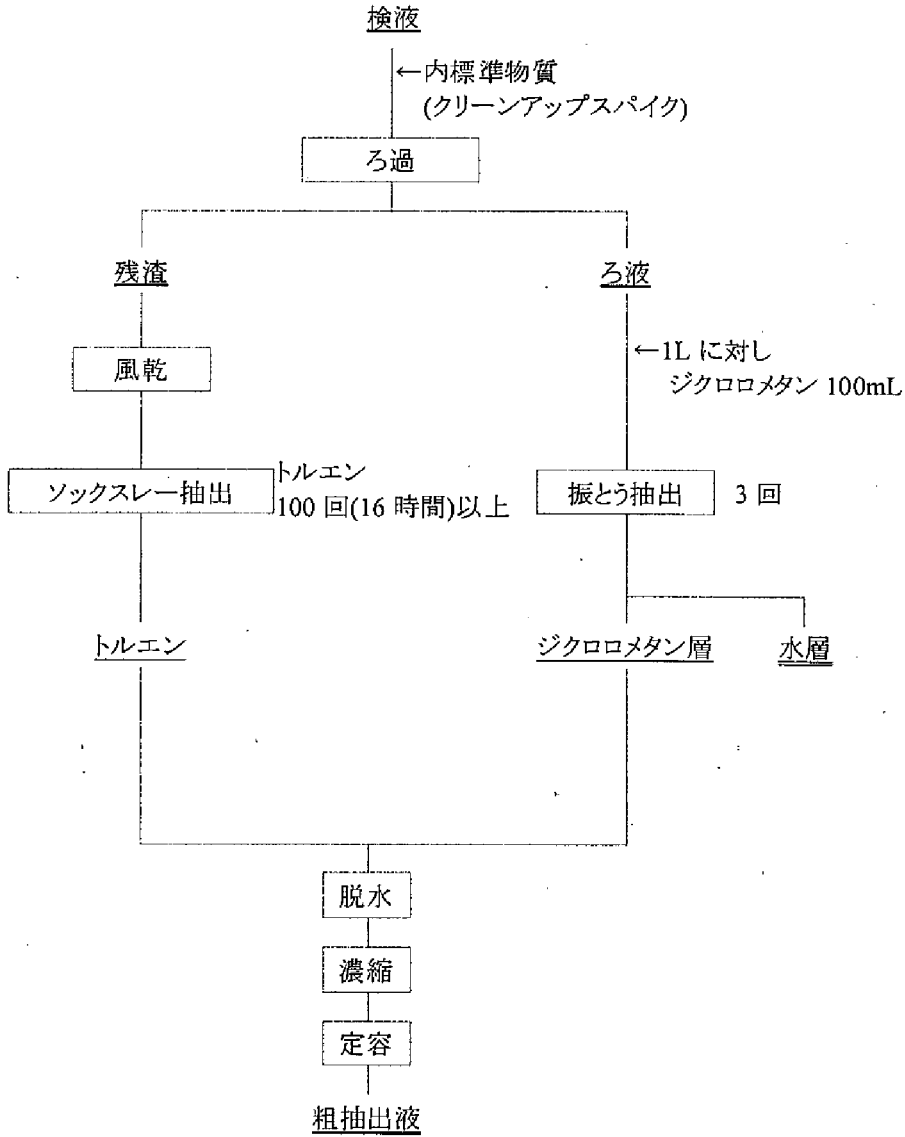 検液
←内標準物質
(クリーンアップスパイク)
ろ過
残渣
ろ液
風乾
←1L に対し
ジクロロメタン 100mL
ソックスレー抽出
トルエン
100 回(16 時間)以上
振とう抽出
3 回
トルエン
ジクロロメタン層
水層
脱水
濃縮
定容
粗抽出液